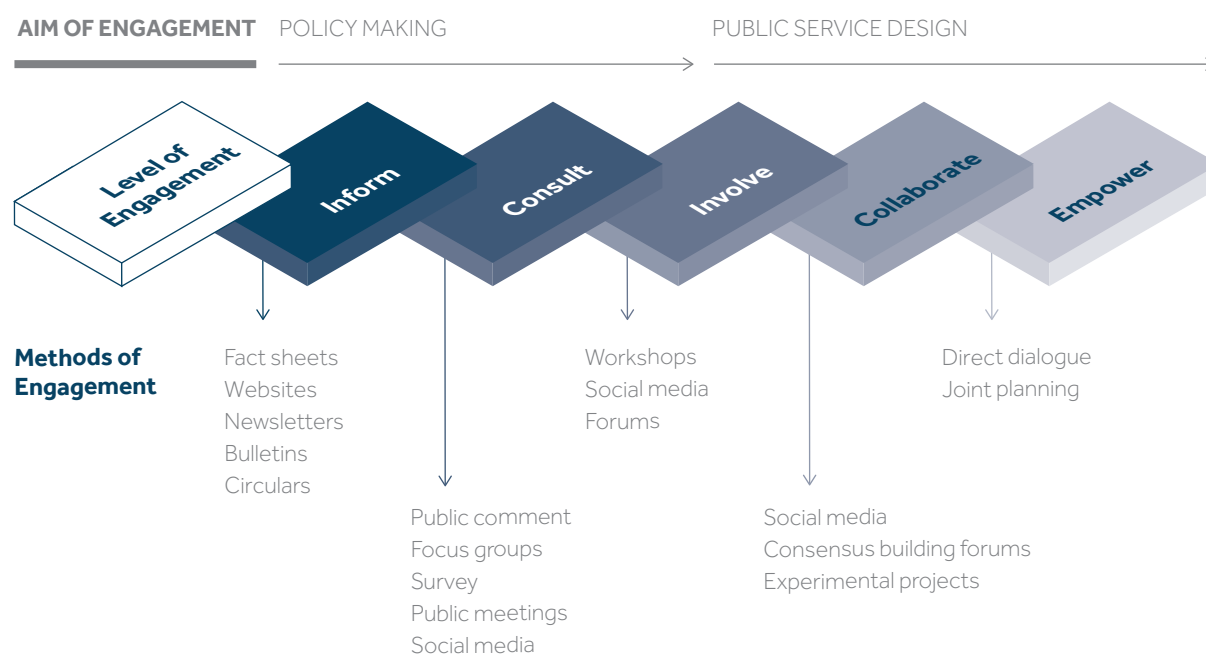 AIM OF ENGAGEMENT
POLICY MAKING
PUBLIC SERVICE DESIGN
Level of
Engagement
Inform
Consult
Involve
Collaborate
Empower
Methods of
Engagement
Fact sheets
Websites
Newsletters
Bulletins
Circulars
Public comment
Focus groups
Survey
Public meetings
Social media
Workshops
Social media
Forums
Social media
Consensus building forums
Experimental projects
Direct dialogue
Joint planning